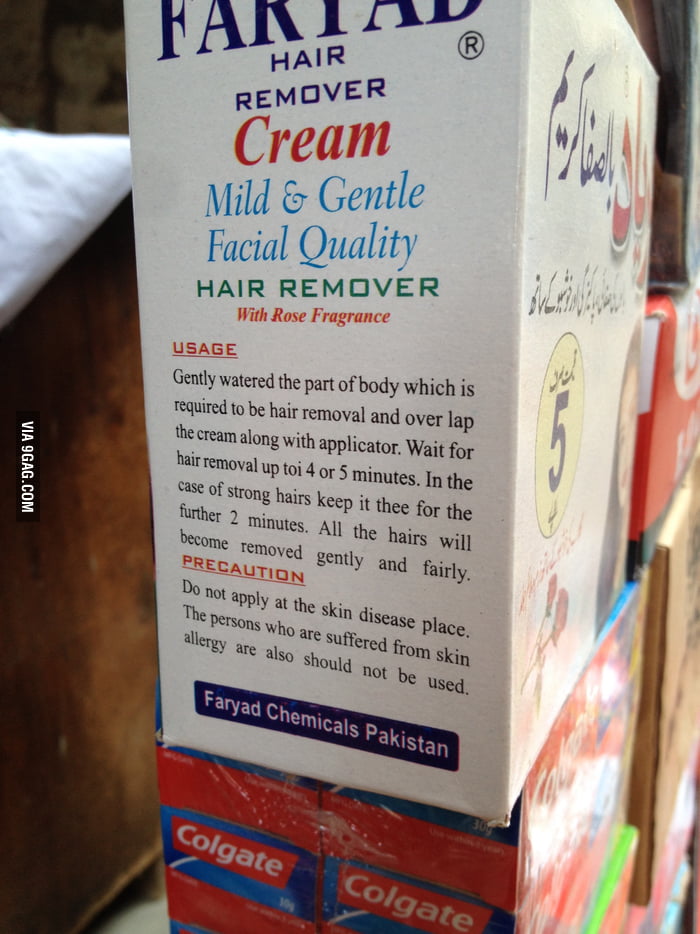 FARYAD
®
HAIR
REMOVER
Cream
Mild & Gentle
Facial Quality
HAIR REMOVER
With Rose Fragrance
USAGE
Gently watered the part of body which is
required to be hair removal and over lap
the cream along with applicator. Wait for
hair removal up toi 4 or 5 minutes. In the
case of strong hairs keep it thee for the
further 2 minutes. All the hairs will
become removed gently and fairly.
PRECAUTION
Do not apply at the skin disease place.
The persons who are suffered from skin
allergy are also should not be used.
Faryad Chemicals Pakistan
بالصفا کریم
5
Colgate
30g
Colgate
30g
VIA 9GAG.COM